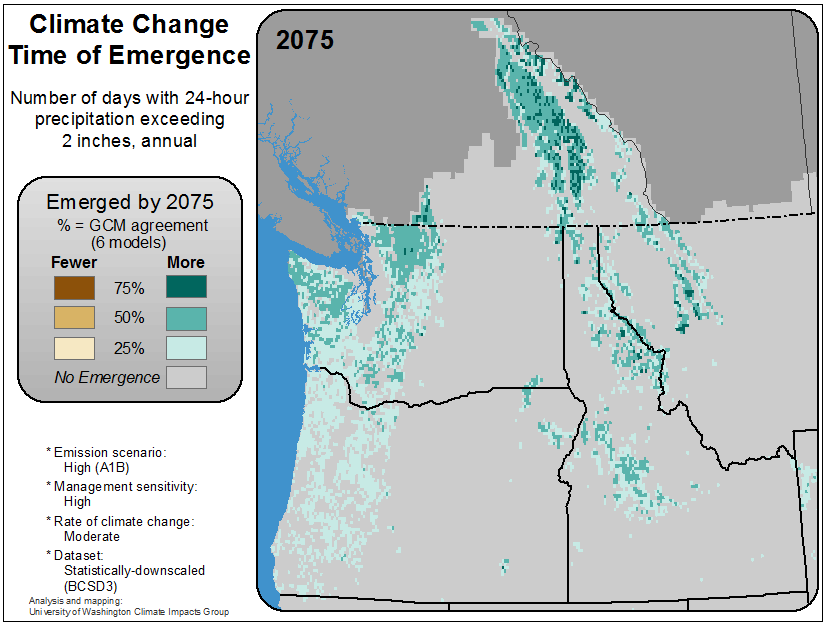 Climate Change
Time of Emergence
Number of days with 24-hour
precipitation exceeding
2 inches, annual
Emerged by 2075
% = GCM agreement
(6 models)
Fewer More
75%
50%
25%
No Emergence
* Emission scenario:
High (A1B)
* Management sensitivity:
High
* Rate of climate change:
Moderate
* Dataset:
Statistically-downscaled
(BCSD3)
Analysis and mapping:
University of Washington Climate Impacts Group
2075